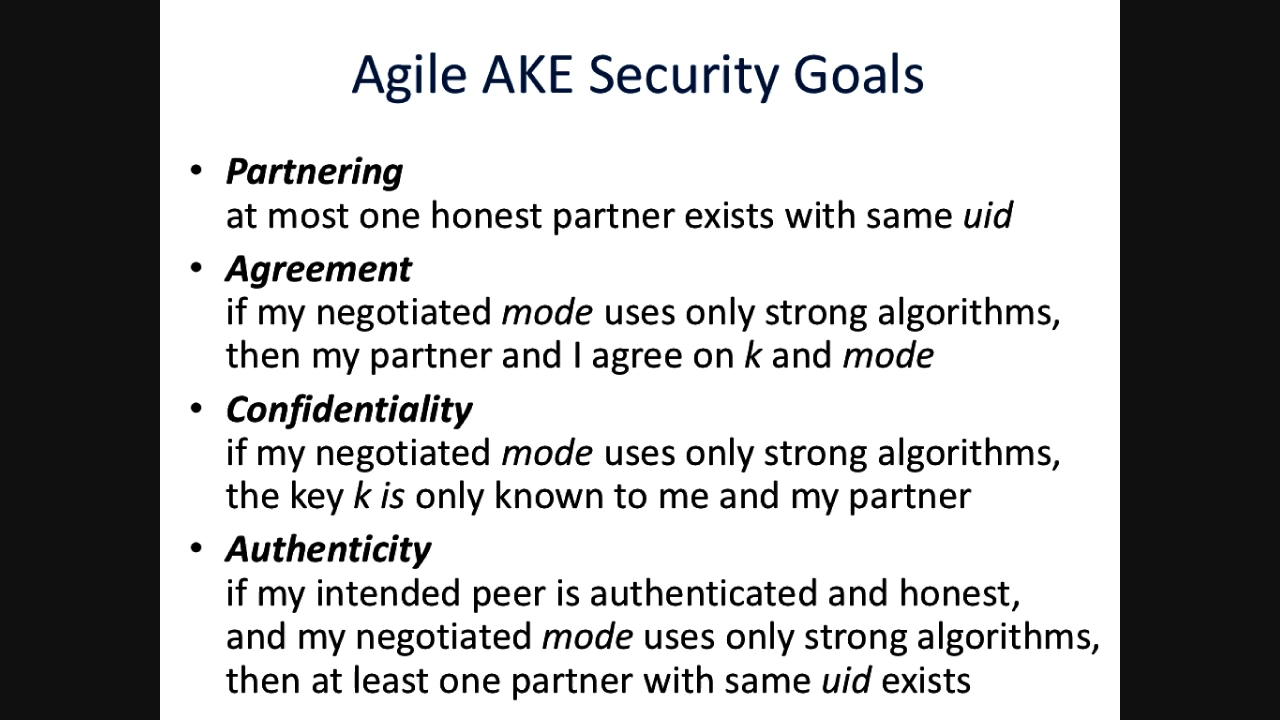 Agile AKE Security Goals
• Partnering
at most one honest partner exists with same uid
• Agreement
if my negotiated mode uses only strong algorithms,
then my partner and I agree on k and mode
• Confidentiality
if my negotiated mode uses only strong algorithms,
the key k is only known to me and my partner
• Authenticity
if my intended peer is authenticated and honest,
and my negotiated mode uses only strong algorithms,
then at least one partner with same uid exists